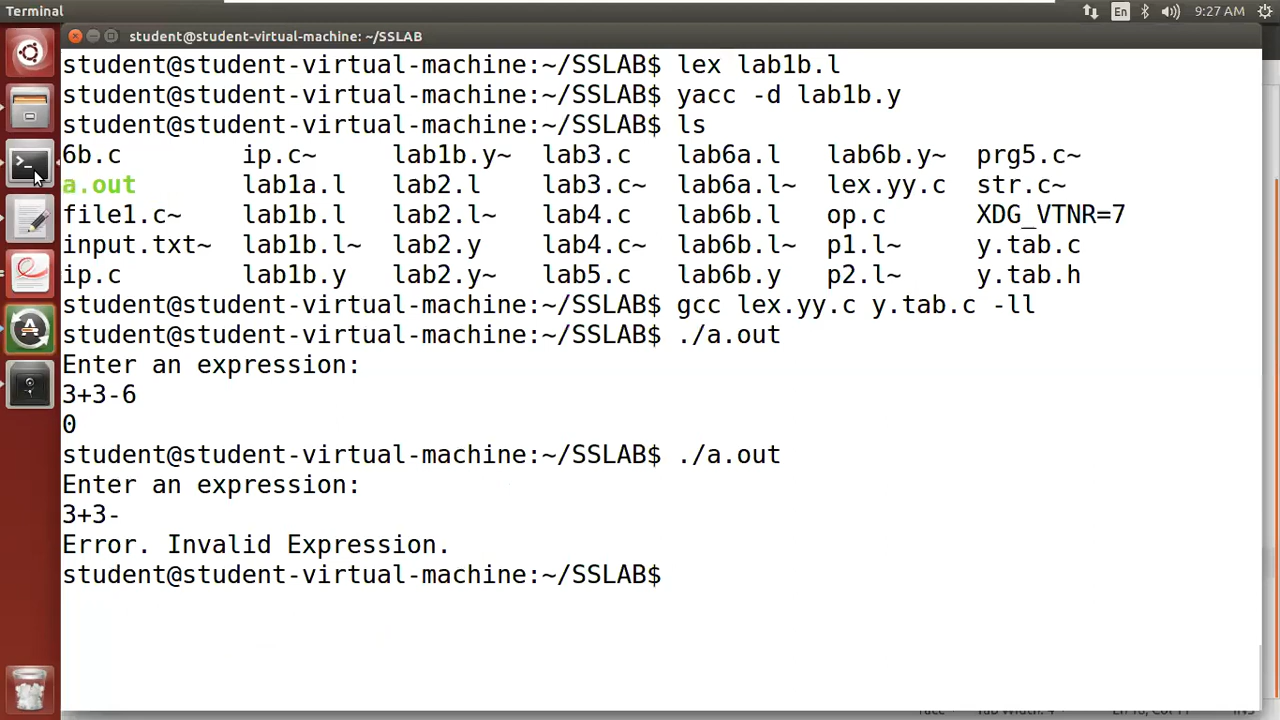 Terminal
En
9:27 AM
student@student-virtual-machine: ~/SSLAB
student@student-virtual-machine:~/SSLAB$ lex lab1b.l
student@student-virtual-machine:~/SSLAB$ yacc -d lab1b.y
student@student-virtual-machine:~/SSLAB$ ls
6b.c ip.c~ lab1b.y~ lab3.c lab6a.l lab6b.y~ prg5.c~
a.out lab1a.l lab2.l lab3.c~ lab6a.l~ lex.yy.c str.c~
file1.c~ lab1b.l lab2.l~ lab4.c lab6b.l op.c XDG_VTNR=7
input.txt~ lab1b.l~ lab2.y lab4.c~ lab6b.l~ p1.l~ y.tab.c
ip.c lab1b.y lab2.y~ lab5.c lab6b.y p2.l~ y.tab.h
student@student-virtual-machine:~/SSLAB$ gcc lex.yy.c y.tab.c -ll
student@student-virtual-machine:~/SSLAB$ ./a.out
Enter an expression:
3+3-6
0
student@student-virtual-machine:~/SSLAB$ ./a.out
Enter an expression:
3+3-
Error. Invalid Expression.
student@student-virtual-machine:~/SSLAB$